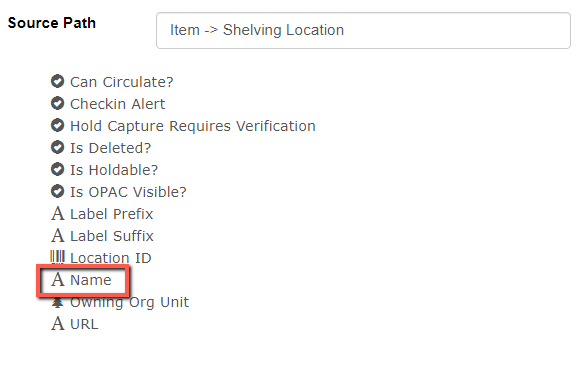 Source Path
Item -> Shelving Location
Can Circulate?
Checkin Alert
Hold Capture Requires Verification
Is Deleted?
Is Holdable?
Is OPAC Visible?
A Label Prefix
A Label Suffix
Location ID
A Name
Owning Org Unit
A URL